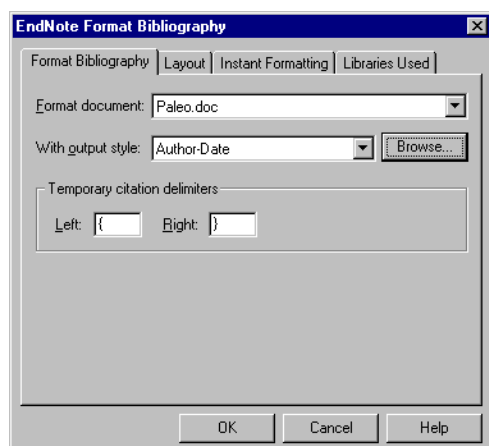 EndNote Format Bibliography
Format Bibliography Layout Instant Formatting Libraries Used
Format document: Paleo.doc
With output style: Author-Date Browse...
Temporary citation delimiters
Left: { Right: }
OK Cancel Help